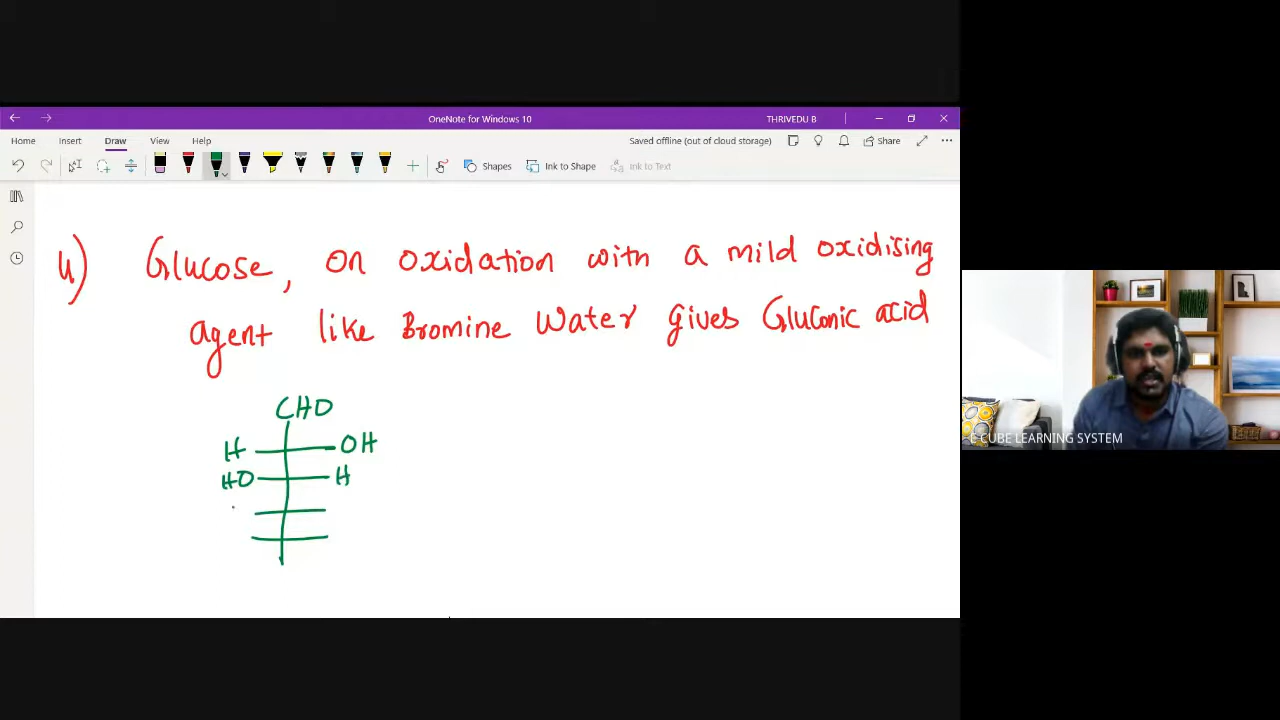 OneNote for Windows 10
THRIVEDU B
Home Insert Draw View Help
Saved offline (out of cloud storage)
Share
Shapes
Ink to Shape
Ink to Text
4) Glucose, on oxidation with a mild oxidising
agent like Bromine Water gives Gluconic acid
CHO
H OH
HO H
C CUBE LEARNING SYSTEM